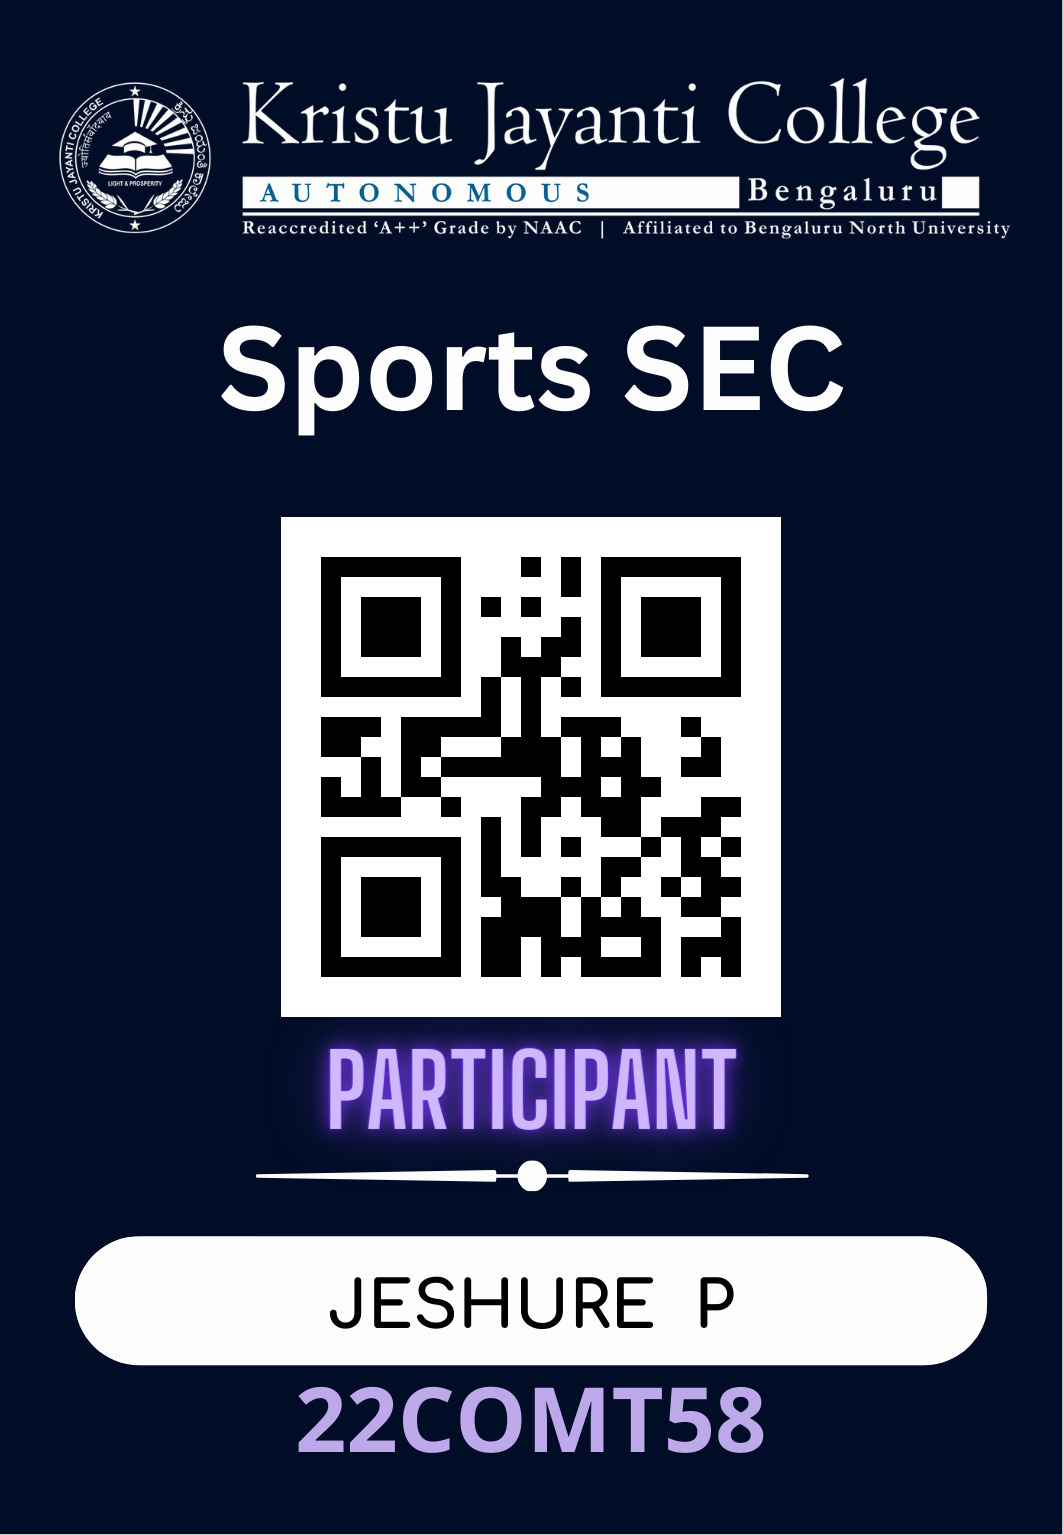 Kristu Jayanti College
AUTONOMOUS Bengaluru
Reaccredited ‘A++’ Grade by NAAC | Affiliated to Bengaluru North University
KRISTU JAYANTI COLLEGE
LIGHT & PROSPERITY
Sports SEC
PARTICIPANT
JESHURE P
22COMT58